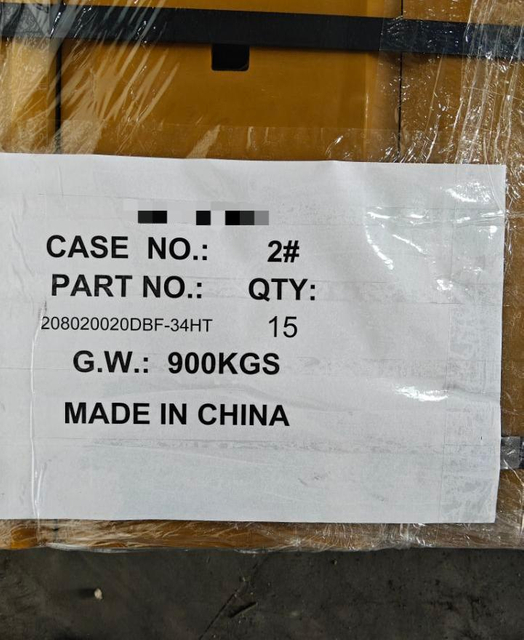 CASE NO.: 2#
PART NO.: QTY:
208020020DBF-34HT 15
G.W.: 900KGS
MADE IN CHINA